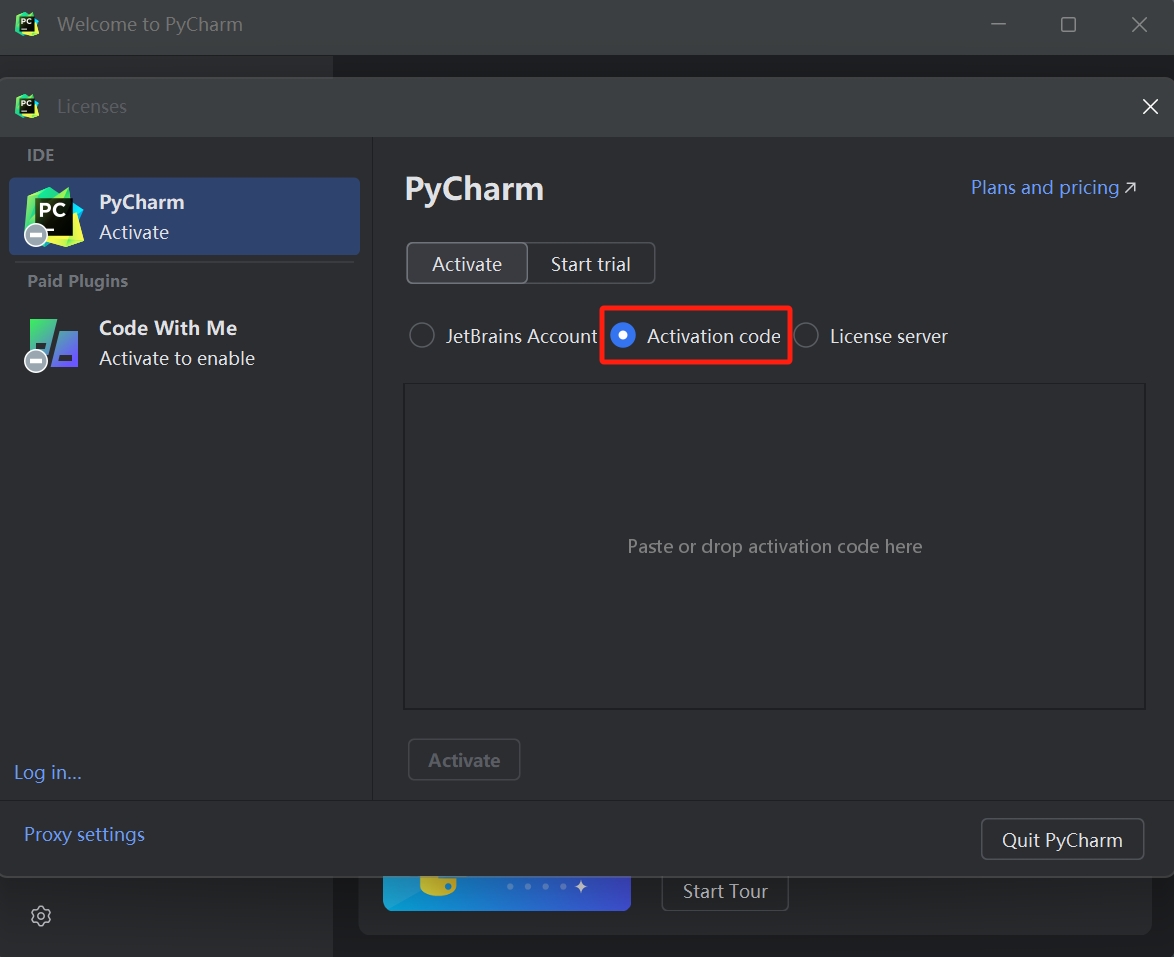 Welcome to PyCharm
Licenses
IDE
PyCharm
Activate
Paid Plugins
Code With Me
Activate to enable
Log in...
PyCharm
Plans and pricing
Activate Start trial
JetBrains Account Activation code License server
Paste or drop activation code here
Activate
Proxy settings
Quit PyCharm
Start Tour
PC
PC
PC